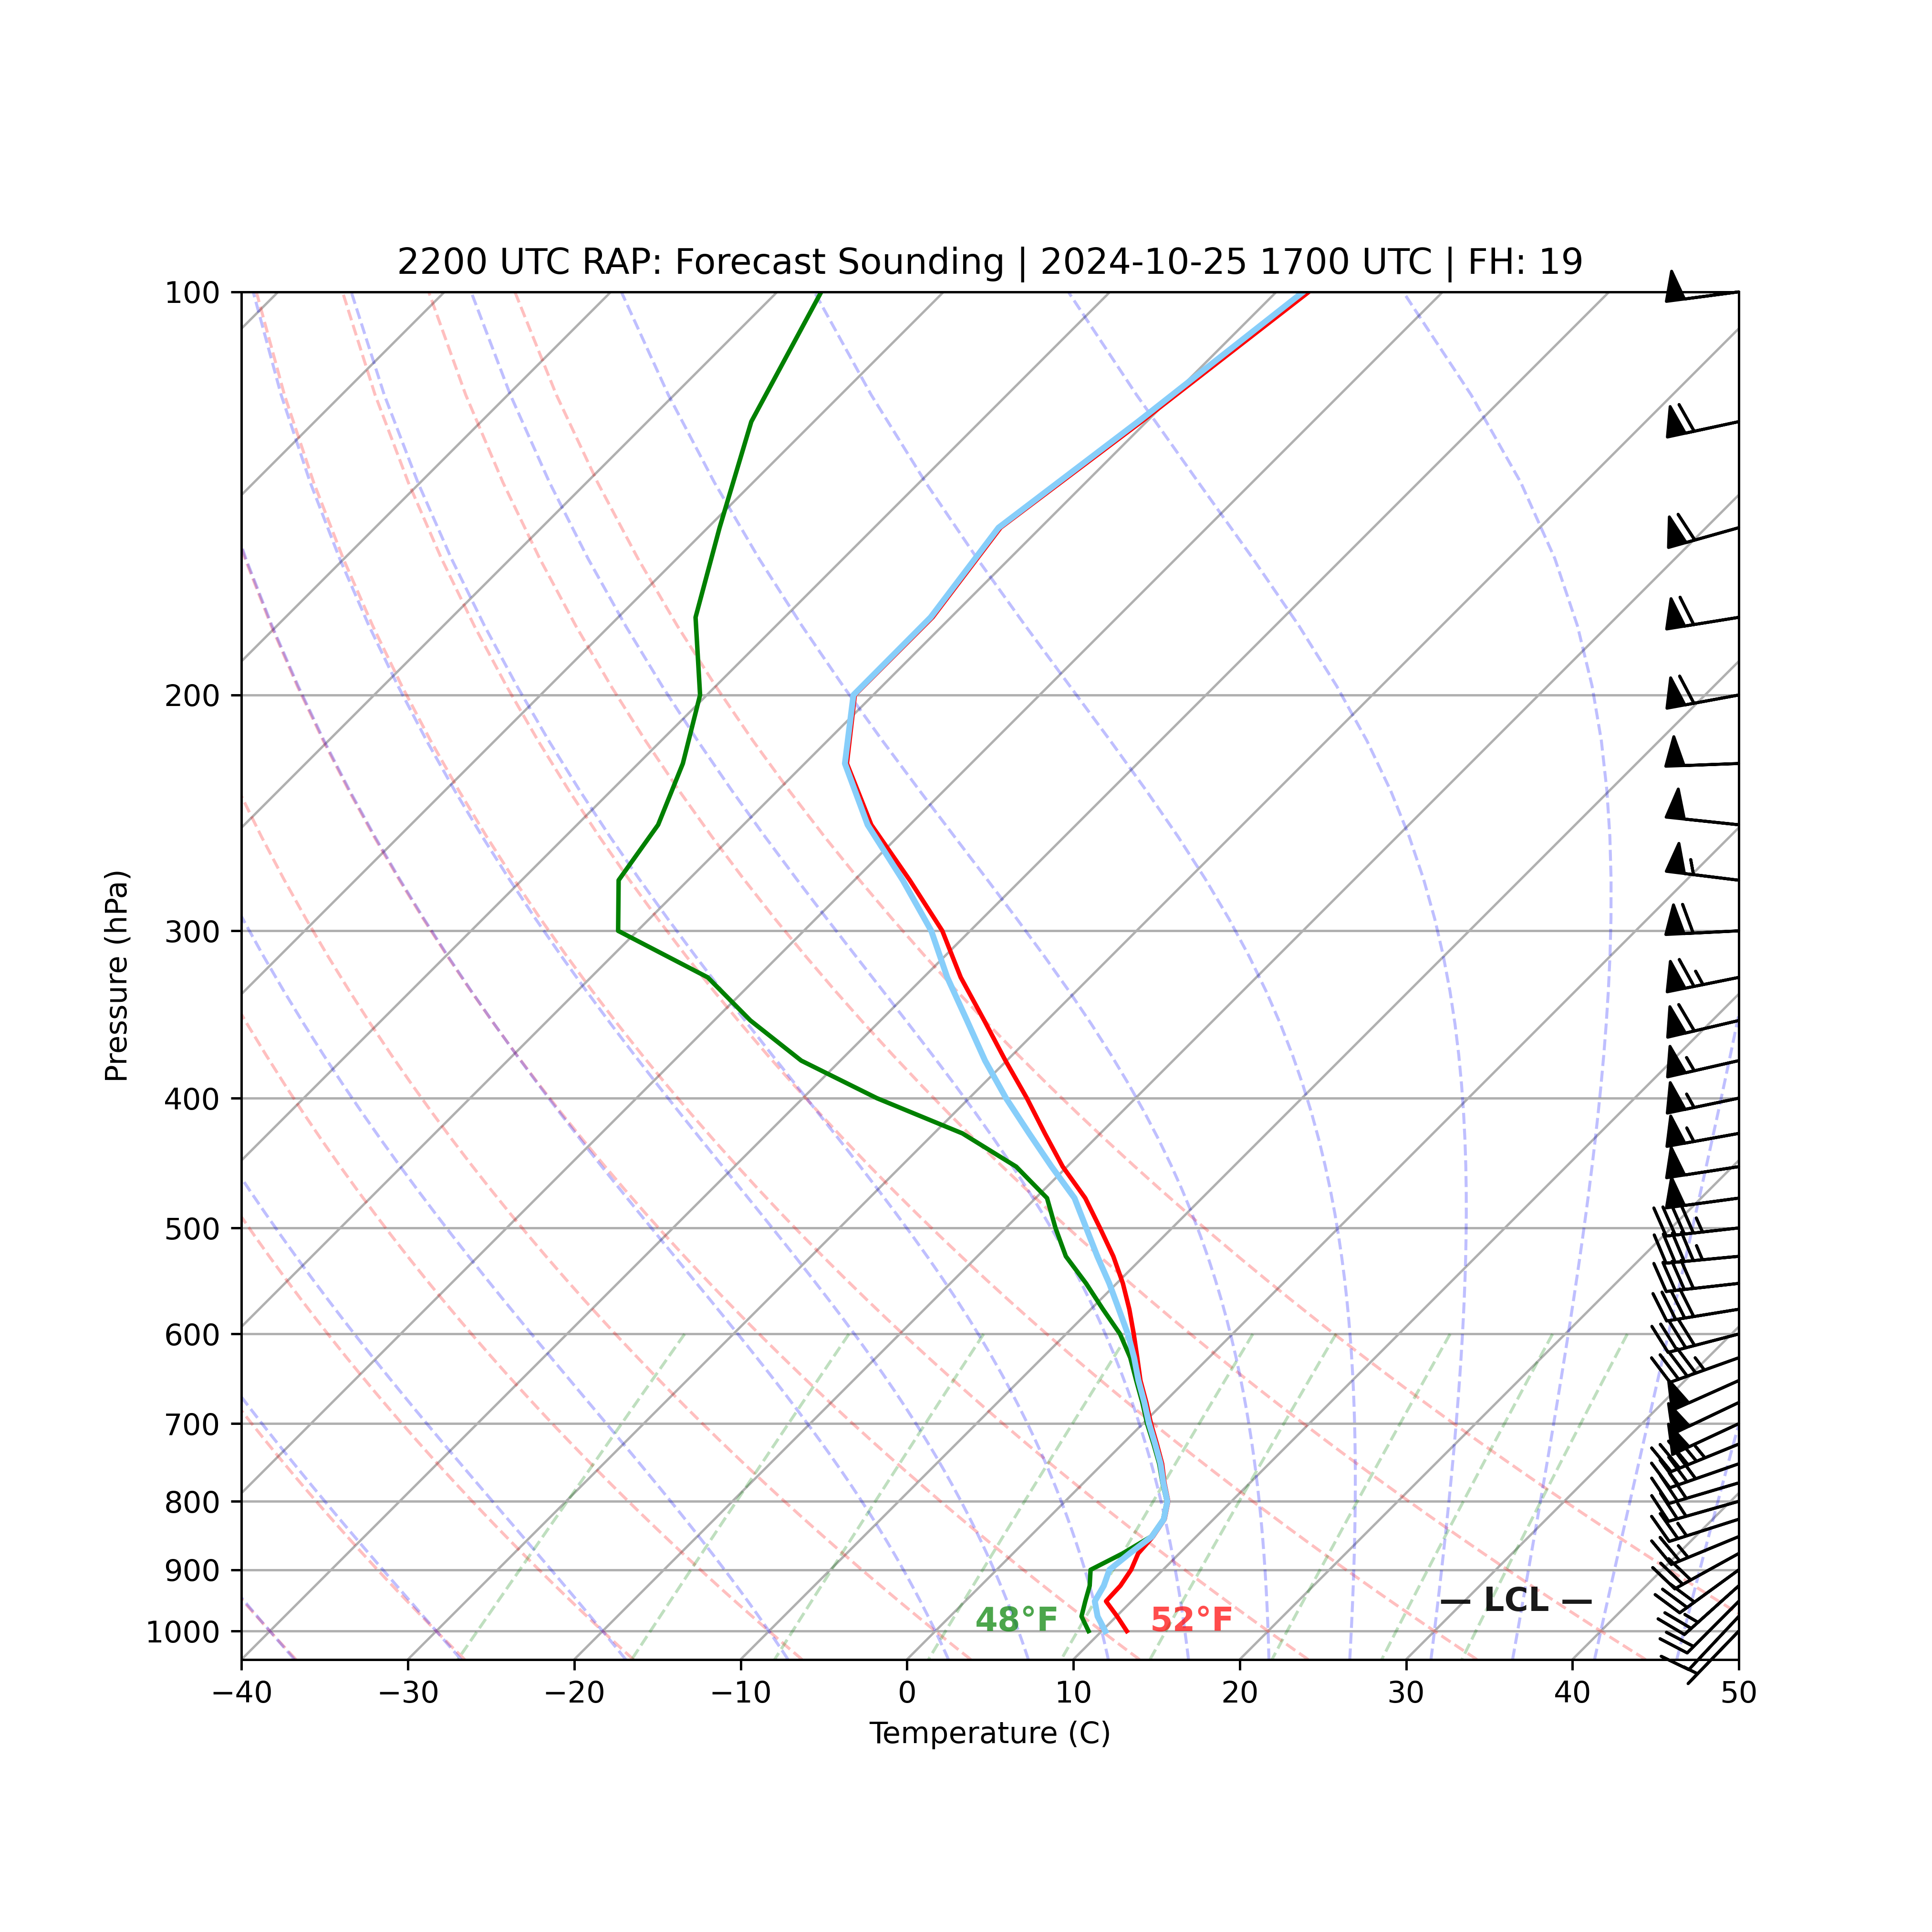 2200 UTC RAP: Forecast Sounding | 2024-10-25 1700 UTC | FH: 19
100
200
300
400
500
600
700
800
900
1000
Pressure (hPa)
— LCL —
48°F
52°F
−40 −30 −20 −10 0 10 20 30 40 50
Temperature (C)